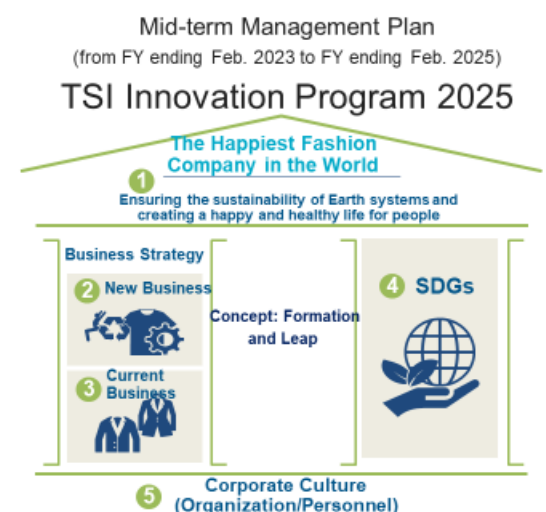 Mid-term Management Plan
(from FY ending Feb. 2023 to FY ending Feb. 2025)
TSI Innovation Program 2025
The Happiest Fashion
Company in the World
1
Ensuring the sustainability of Earth systems and
creating a happy and healthy life for people
Business Strategy
2 New Business
3 Current
Business
Concept: Formation
and Leap
4 SDGs
5 Corporate Culture
(Organization/Personnel)